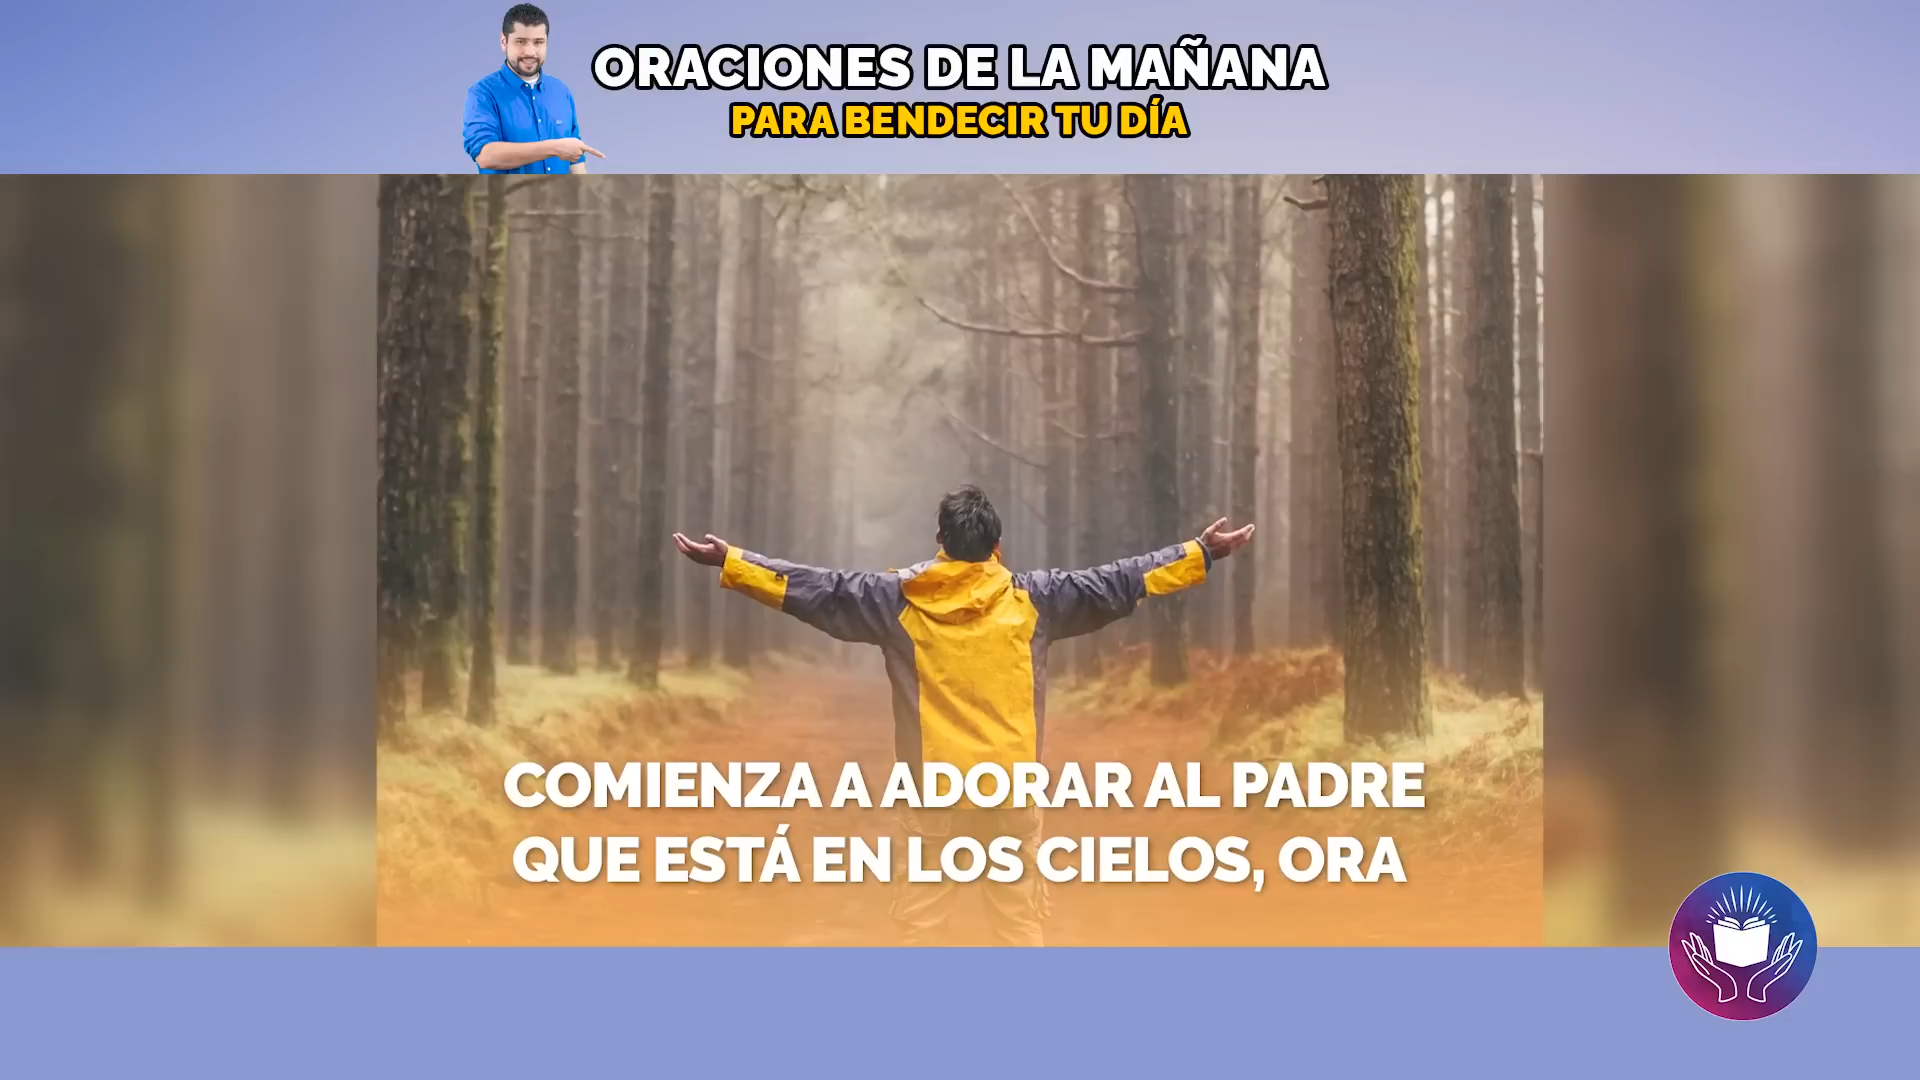 ORACIONES DE LA MAÑANA
PARA BENDECIR TU DÍA
COMIENZA A ADORAR AL PADRE
QUE ESTÁ EN LOS CIELOS, ORA